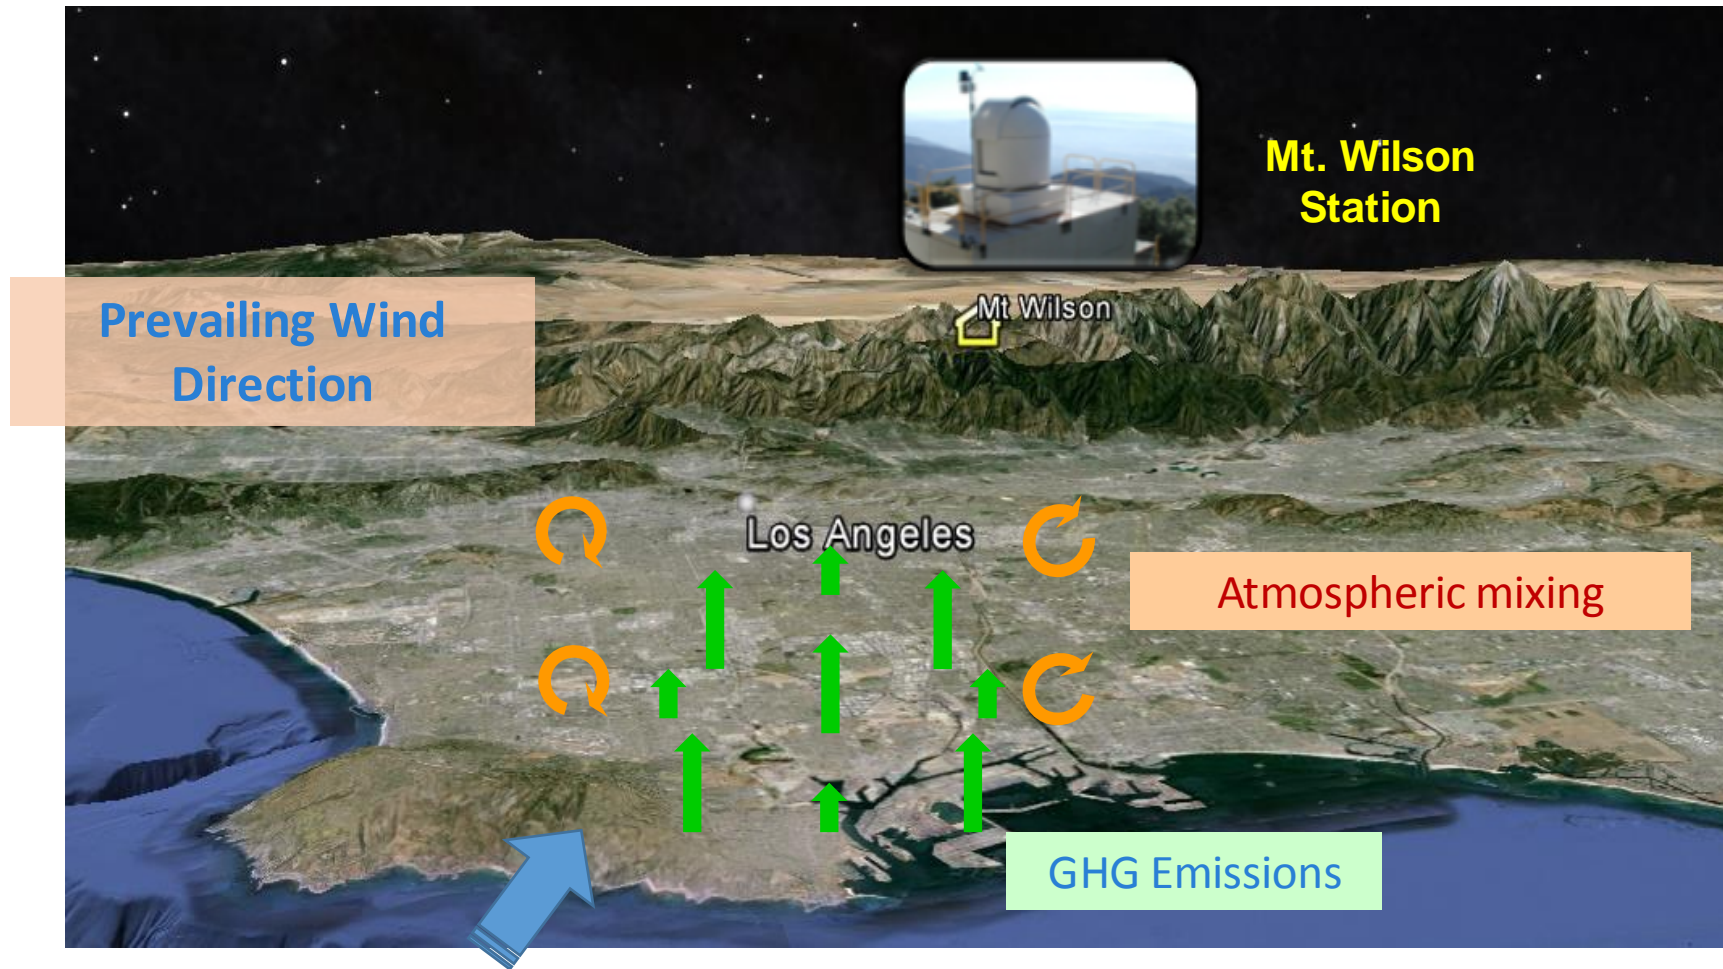 Mt. Wilson
Station
Mt Wilson
Prevailing Wind
Direction
Los Angeles
Atmospheric mixing
GHG Emissions